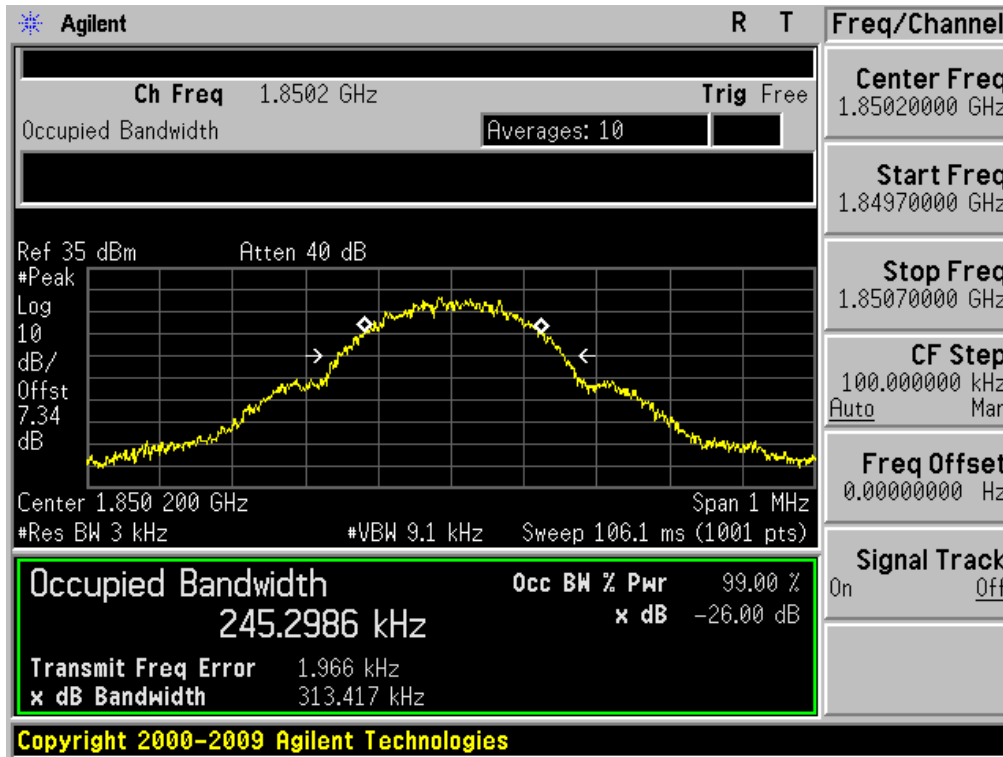 Agilent R T Freq/Channel
Ch Freq 1.8502 GHz Trig Free
Occupied Bandwidth Averages: 10
Center Freq
1.85020000 GHz
Start Freq
1.84970000 GHz
Stop Freq
1.85070000 GHz
CF Step
100.000000 kHz
Auto Man
Freq Offset
0.00000000 Hz
Signal Track
On Off
Ref 35 dBm Atten 40 dB
#Peak
Log
10
dB/
Offst
7.34
dB
Center 1.850 200 GHz Span 1 MHz
#Res BW 3 kHz #VBW 9.1 kHz Sweep 106.1 ms (1001 pts)
Occupied Bandwidth Occ BW % Pwr 99.00 %
245.2986 kHz x dB -26.00 dB
Transmit Freq Error 1.966 kHz
x dB Bandwidth 313.417 kHz
Copyright 2000-2009 Agilent Technologies